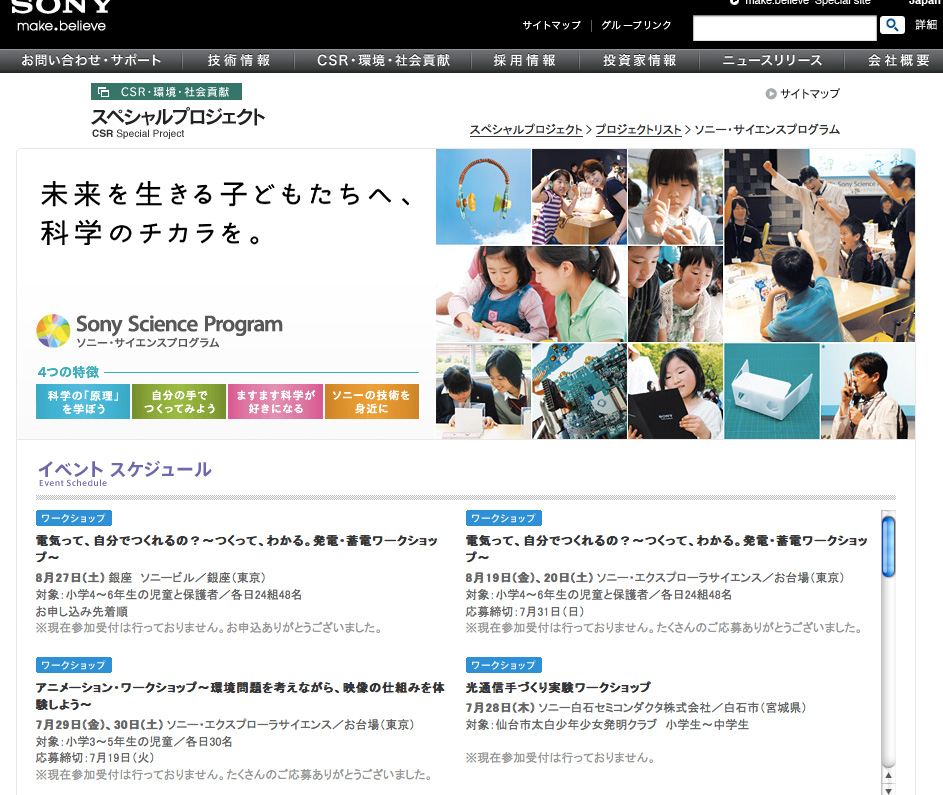 SONY
make.believe
make.believe Special site
Japan
サイトマップ | グループリンク
詳細
お問い合わせ・サポート
技術情報
CSR・環境・社会貢献
採用情報
投資家情報
ニュースリリース
会社概要
CSR・環境・社会貢献
スペシャルプロジェクト
CSR Special Project
サイトマップ
スペシャルプロジェクト > プロジェクトリスト > ソニー・サイエンスプログラム
未来を生きる子どもたちへ、
科学のチカラを。
Sony Science Program
ソニー・サイエンスプログラム
4つの特徴
科学の「原理」
を学ぼう
自分の手で
つくってみよう
ますます科学が
好きになる
ソニーの技術を
身近に
イベント スケジュール
Event Schedule
ワークショップ
電気って、自分でつくれるの？～つくって、わかる。発電・蓄電ワークショッ
プ～
8月27日(土) 銀座 ソニービル／銀座(東京)
対象：小学4～6年生の児童と保護者／各日24組48名
お申し込み先着順
※現在参加受付は行っておりません。お申込ありがとうございました。
ワークショップ
電気って、自分でつくれるの？～つくって、わかる。発電・蓄電ワークショッ
プ～
8月19日(金)、20日(土) ソニー・エクスプローラサイエンス／お台場(東京)
対象：小学4～6年生の児童と保護者／各日24組48名
応募締切：7月31日(日)
※現在参加受付は行っておりません。たくさんのご応募ありがとうございました。
ワークショップ
アニメーション・ワークショップ～環境問題を考えながら、映像の仕組みを体
験しよう～
7月29日(金)、30日(土) ソニー・エクスプローラサイエンス／お台場(東京)
対象：小学3～5年生の児童／各日30名
応募締切：7月19日(火)
※現在参加受付は行っておりません。たくさんのご応募ありがとうございました。
ワークショップ
光通信手づくり実験ワークショップ
7月28日(木) ソニー白石セミコンダクタ株式会社／白石市(宮城県)
対象：仙台市太白少年少女発明クラブ 小学生～中学生
※現在参加受付は行っておりません。